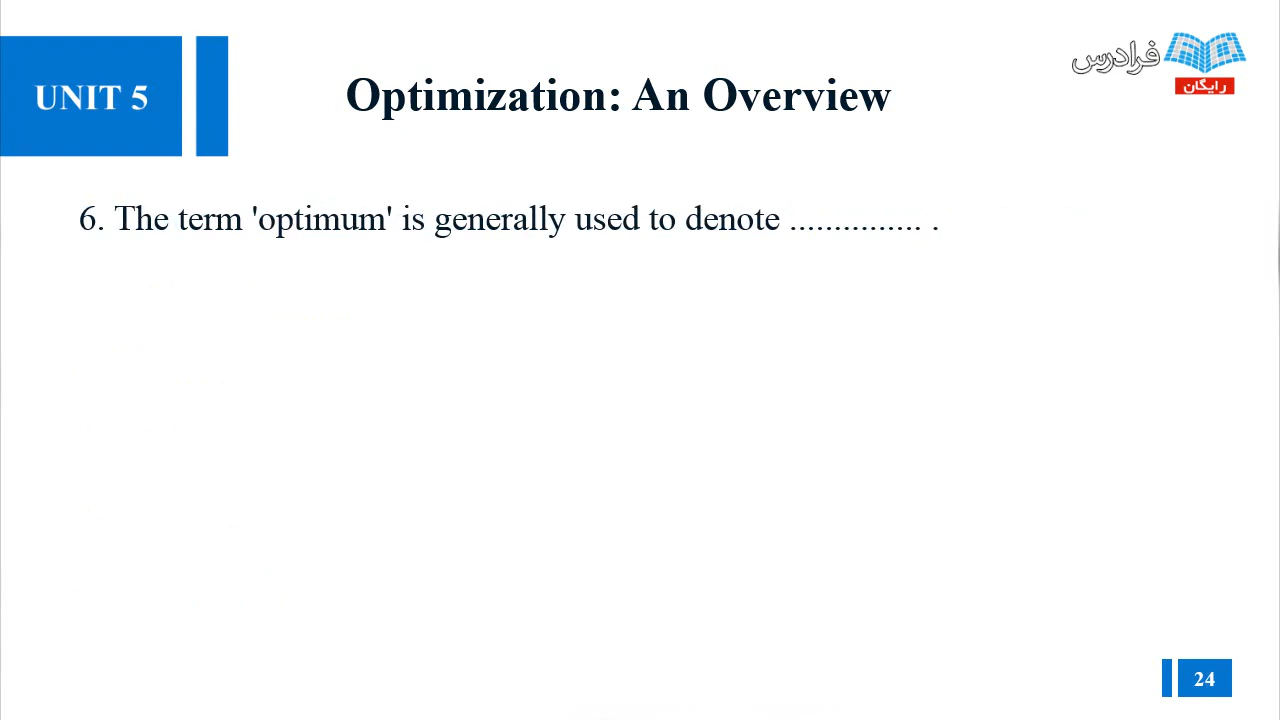 فرادرس
رایگان
UNIT 5
Optimization: An Overview
6. The term 'optimum' is generally used to denote ............... .
24